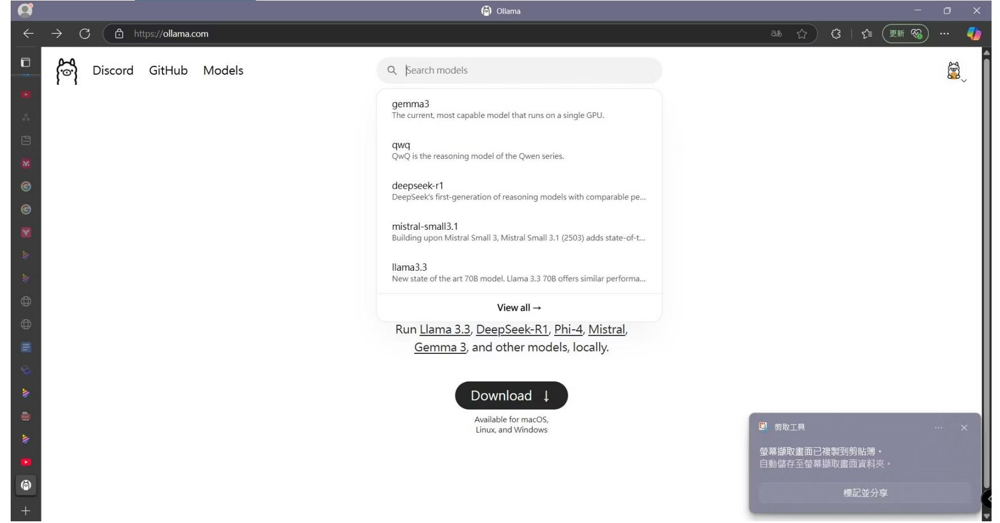 Ollama
https://ollama.com
aあ
更新
Discord GitHub Models
Search models
gemma3
The current, most capable model that runs on a single GPU.
qwq
QwQ is the reasoning model of the Qwen series.
deepseek-r1
DeepSeek's first-generation of reasoning models with comparable pe...
mistral-small3.1
Building upon Mistral Small 3, Mistral Small 3.1 (2503) adds state-of-t...
llama3.3
New state of the art 70B model. Llama 3.3 70B offers similar performa...
View all →
Run Llama 3.3, DeepSeek-R1, Phi-4, Mistral,
Gemma 3, and other models, locally.
Download ↓
Available for macOS,
Linux, and Windows
剪取工具
螢幕擷取畫面已複製到剪貼簿。
自動儲存至螢幕擷取畫面資料夾。
標記並分享
PDF